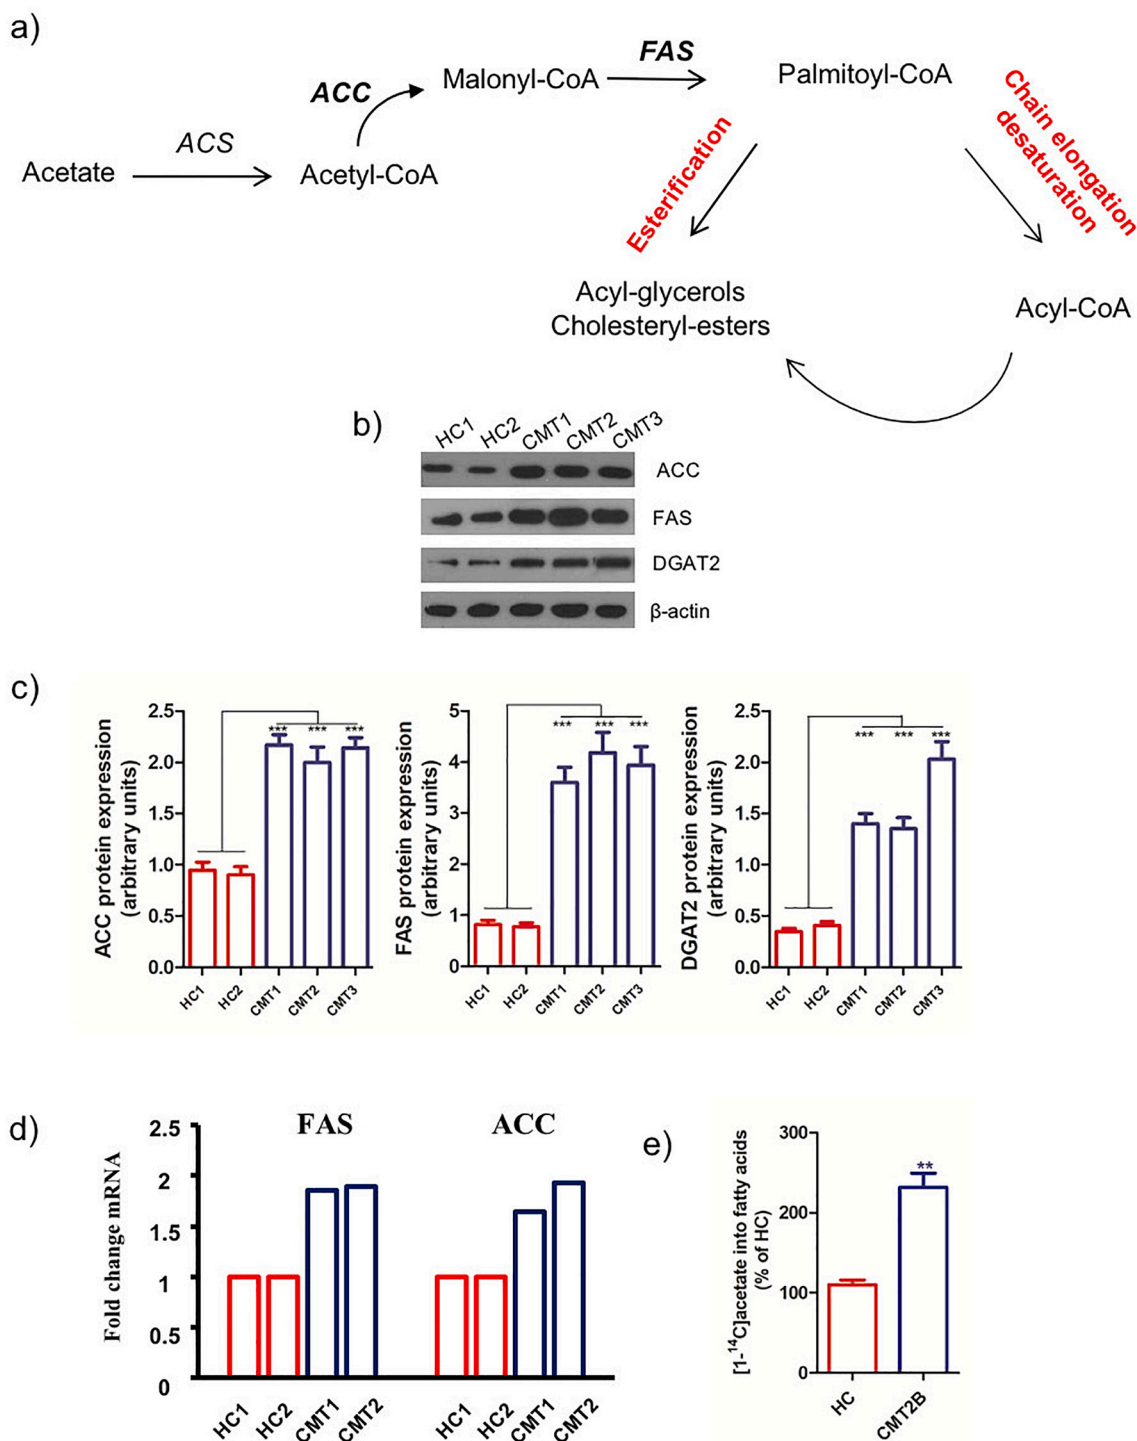 a)
FAS
Malonyl-CoA
Palmitoyl-CoA
ACC
ACS
Acetate
Acetyl-CoA
Esterification
Chain elongation
desaturation
Acyl-glycerols
Cholesteryl-esters
Acyl-CoA
b)
HC1 HC2 CMT1 CMT2 CMT3
ACC
FAS
DGAT2
β-actin
c)
ACC protein expression
(arbitrary units)
2.5
2.0
1.5
1.0
0.5
0.0
*** *** ***
HC1 HC2 CMT1 CMT2 CMT3
FAS protein expression
(arbitrary units)
5
4
3
2
1
0
*** *** ***
HC1 HC2 CMT1 CMT2 CMT3
DGAT2 protein expression
(arbitrary units)
2.5
2.0
1.5
1.0
0.5
0.0
*** *** ***
HC1 HC2 CMT1 CMT2 CMT3
d)
FAS ACC
Fold change mRNA
2.5
2
1.5
1
0.5
0
HC1 HC2 CMT1 CMT2 HC1 HC2 CMT1 CMT2
e)
[1-¹⁴C]acetate into fatty acids
(% of HC)
300
200
100
0
**
HC CMT2B